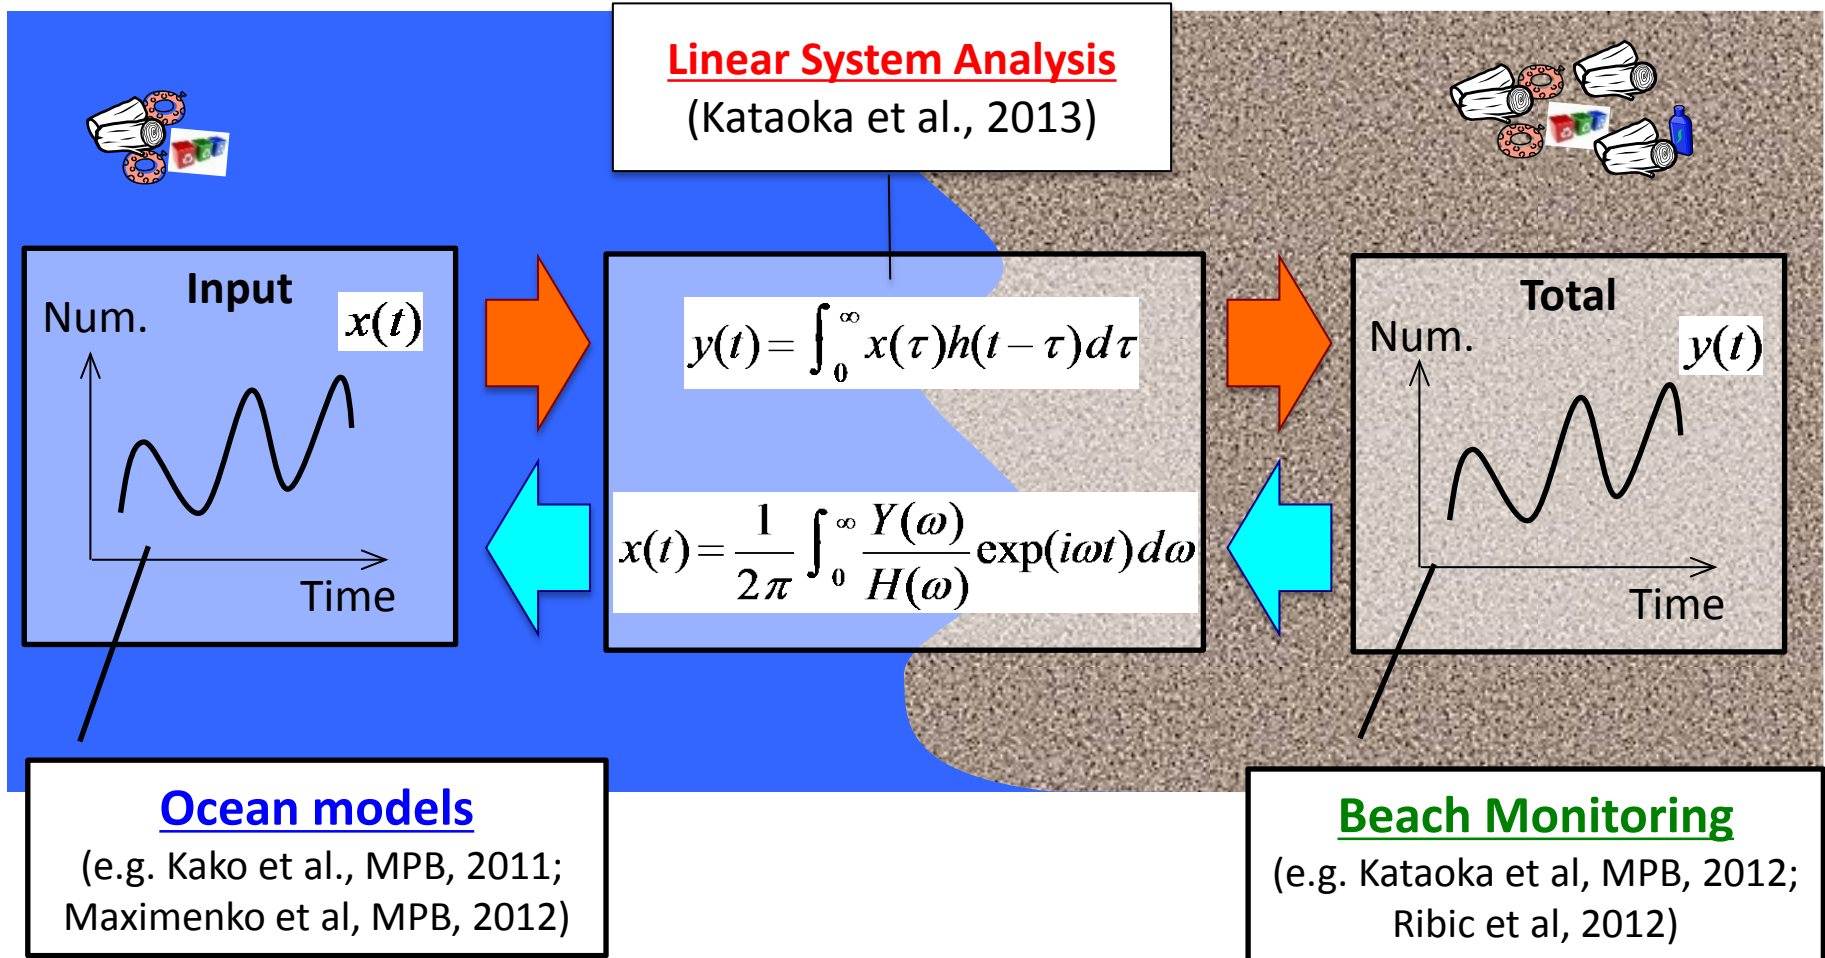 Linear System Analysis
(Kataoka et al., 2013)
Input
Num.
x(t)
Time
y(t) = ∫₀^∞ x(τ)h(t − τ)dτ
x(t) = 1/2π ∫₀^∞ Y(ω)/H(ω) exp(iωt)dω
Total
Num.
y(t)
Time
Ocean models
(e.g. Kako et al., MPB, 2011;
Maximenko et al, MPB, 2012)
Beach Monitoring
(e.g. Kataoka et al, MPB, 2012;
Ribic et al, 2012)